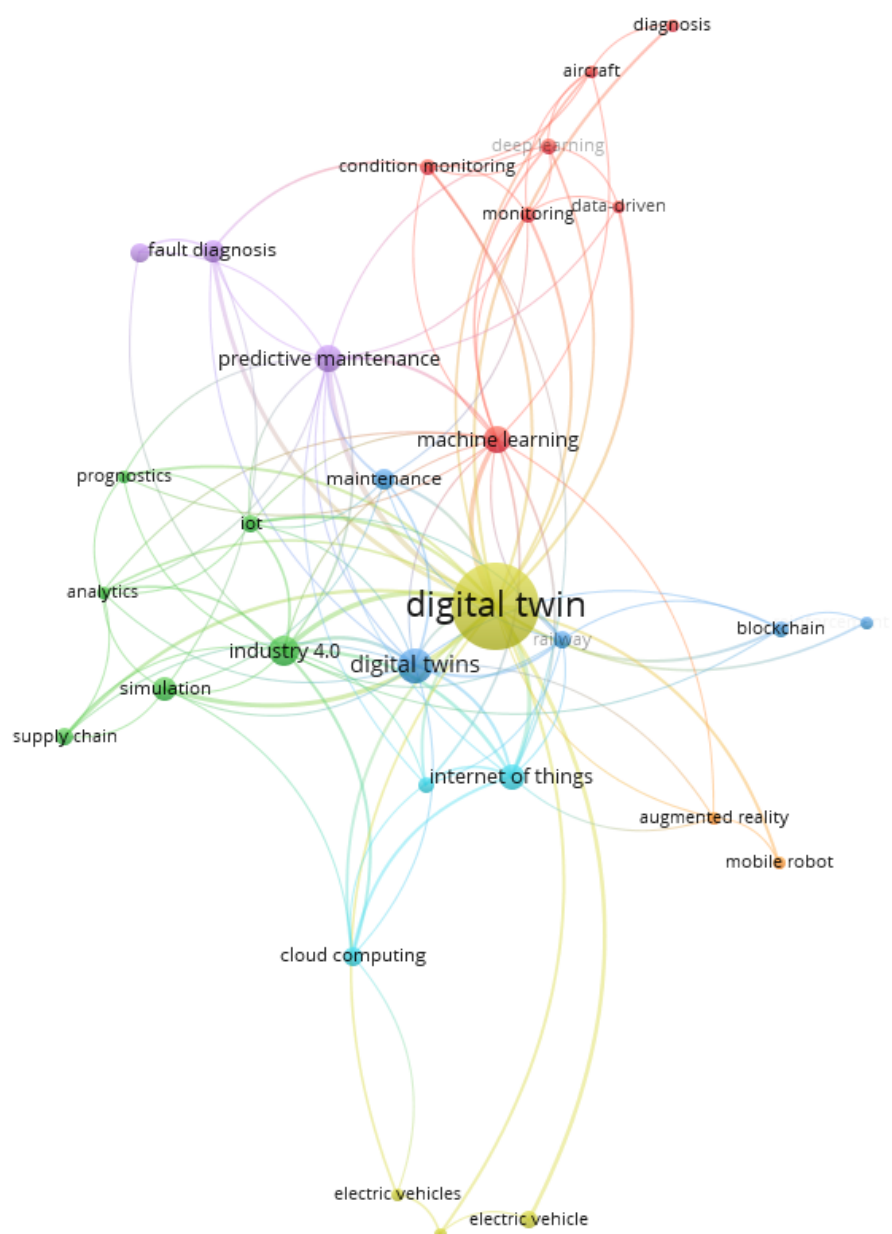 diagnosis
aircraft
deep learning
condition monitoring
monitoring
data-driven
fault diagnosis
predictive maintenance
machine learning
prognostics
maintenance
iot
analytics
digital twin
blockchain
railway
industry 4.0
digital twins
simulation
supply chain
internet of things
augmented reality
mobile robot
cloud computing
electric vehicles
electric vehicle